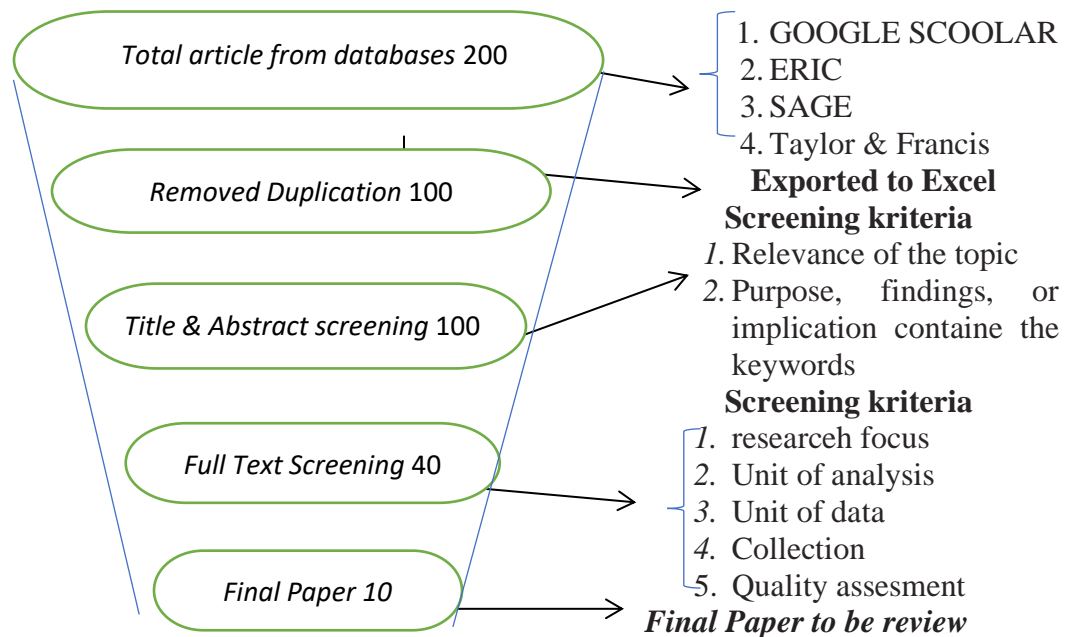 Total article from databases 200
Removed Duplication 100
Title & Abstract screening 100
Full Text Screening 40
Final Paper 10
1. GOOGLE SCOOLAR
2. ERIC
3. SAGE
4. Taylor & Francis
Exported to Excel
Screening kriteria
1. Relevance of the topic
2. Purpose, findings, or
implication containe the
keywords
Screening kriteria
1. researceh focus
2. Unit of analysis
3. Unit of data
4. Collection
5. Quality assesment
Final Paper to be review